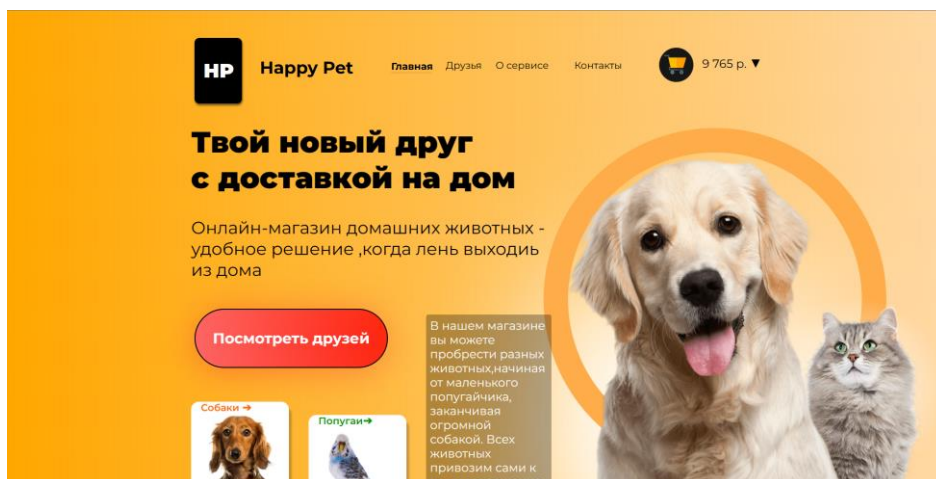 HP
Happy Pet
Главная Друзья О сервисе Контакты
9 765 р. ▼
Твой новый друг
с доставкой на дом
Онлайн-магазин домашних животных -
удобное решение ,когда лень выходиь
из дома
Посмотреть друзей
В нашем магазине
вы можете
пробрести разных
животных,начиная
от маленького
попугайчика,
заканчивая
огромной
собакой. Всех
животных
привозим сами к
Собаки ➔
Попугаи➔